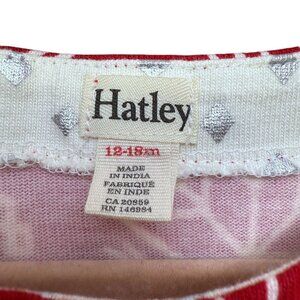 Hatley
12-18m
MADE
IN INDIA
FABRIQUÉ
EN INDE
CA 20859
RN 146984